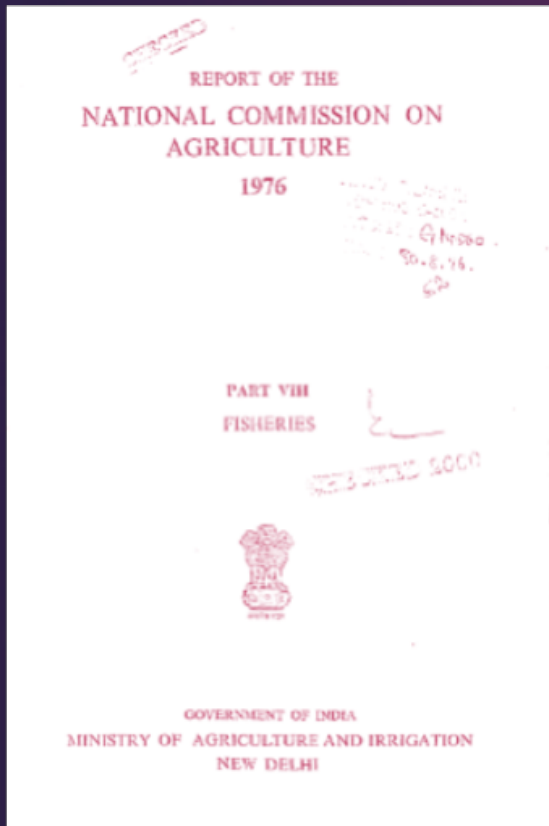 REPORT OF THE
NATIONAL COMMISSION ON
AGRICULTURE
1976
PART VIII
FISHERIES
GOVERNMENT OF INDIA
MINISTRY OF AGRICULTURE AND IRRIGATION
NEW DELHI